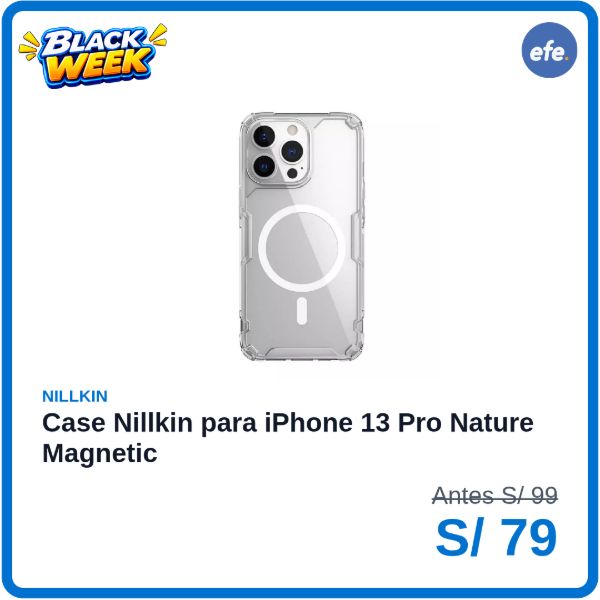 BLACK
WEEK
efe.
NILLKIN
Case Nillkin para iPhone 13 Pro Nature
Magnetic
Antes S/ 99
S/ 79